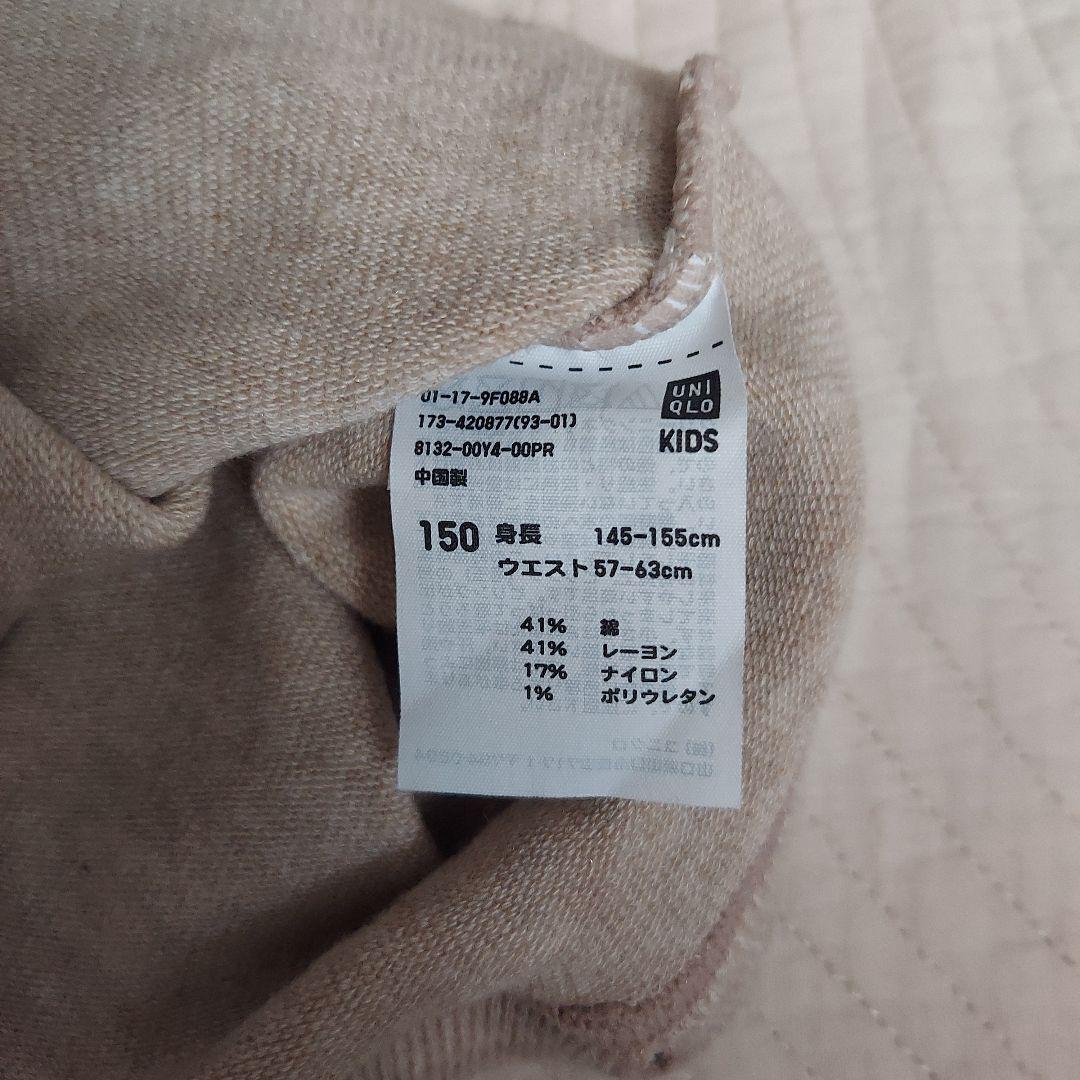 01-17-9F088A
173-420877(93-01)
8132-00Y4-00PR
中国製
UNI
QLO
KIDS
150 身長 145-155cm
ウエスト 57-63cm
41% 綿
41% レーヨン
17% ナイロン
1% ポリウレタン